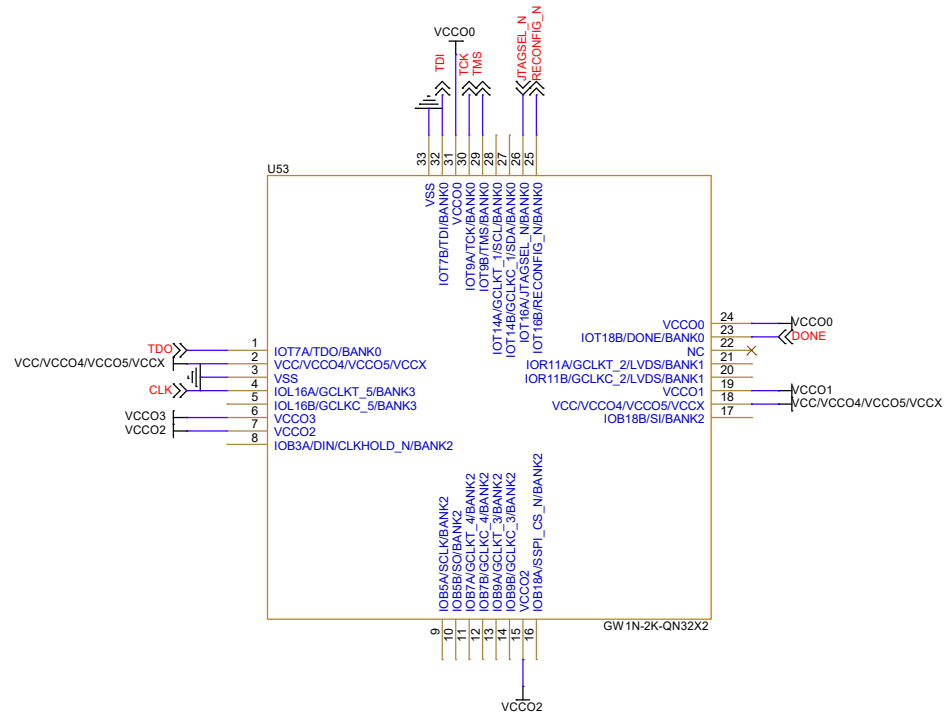 VCCO0
TDI
TCK
TMS
JTAGSEL_N
RECONFIG_N
33
32
31
30
29
28
27
26
25
U53
VSS
IOT7B/TDI/BANK0
VCCO0
IOT9A/TCK/BANK0
IOT9B/TMS/BANK0
IOT14A/GCLKT_1/SCL/BANK0
IOT14B/GCLKC_1/SDA/BANK0
IOT16A/JTAGSEL_N/BANK0
IOT16B/RECONFIG_N/BANK0
TDO 1 IOT7A/TDO/BANK0
VCC/VCCO4/VCCO5/VCCX 2 VCC/VCCO4/VCCO5/VCCX
3 VSS
CLK 4 IOL16A/GCLKT_5/BANK3
5 IOL16B/GCLKC_5/BANK3
VCCO3 6 VCCO3
VCCO2 7 VCCO2
8 IOB3A/DIN/CLKHOLD_N/BANK2
VCCO0 24 VCCO0
IOT18B/DONE/BANK0 23 DONE
NC 22
IOR11A/GCLKT_2/LVDS/BANK1 21
IOR11B/GCLKC_2/LVDS/BANK1 20
VCCO1 19 VCCO1
VCC/VCCO4/VCCO5/VCCX 18 VCC/VCCO4/VCCO5/VCCX
IOB18B/SI/BANK2 17
IOB5A/SCLK/BANK2
IOB5B/SO/BANK2
IOB7A/GCLKT_4/BANK2
IOB7B/GCLKC_4/BANK2
IOB9A/GCLKT_3/BANK2
IOB9B/GCLKC_3/BANK2
VCCO2
IOB18A/SSPI_CS_N/BANK2
GW1N-2K-QN32X2
9
10
11
12
13
14
15
16
VCCO2